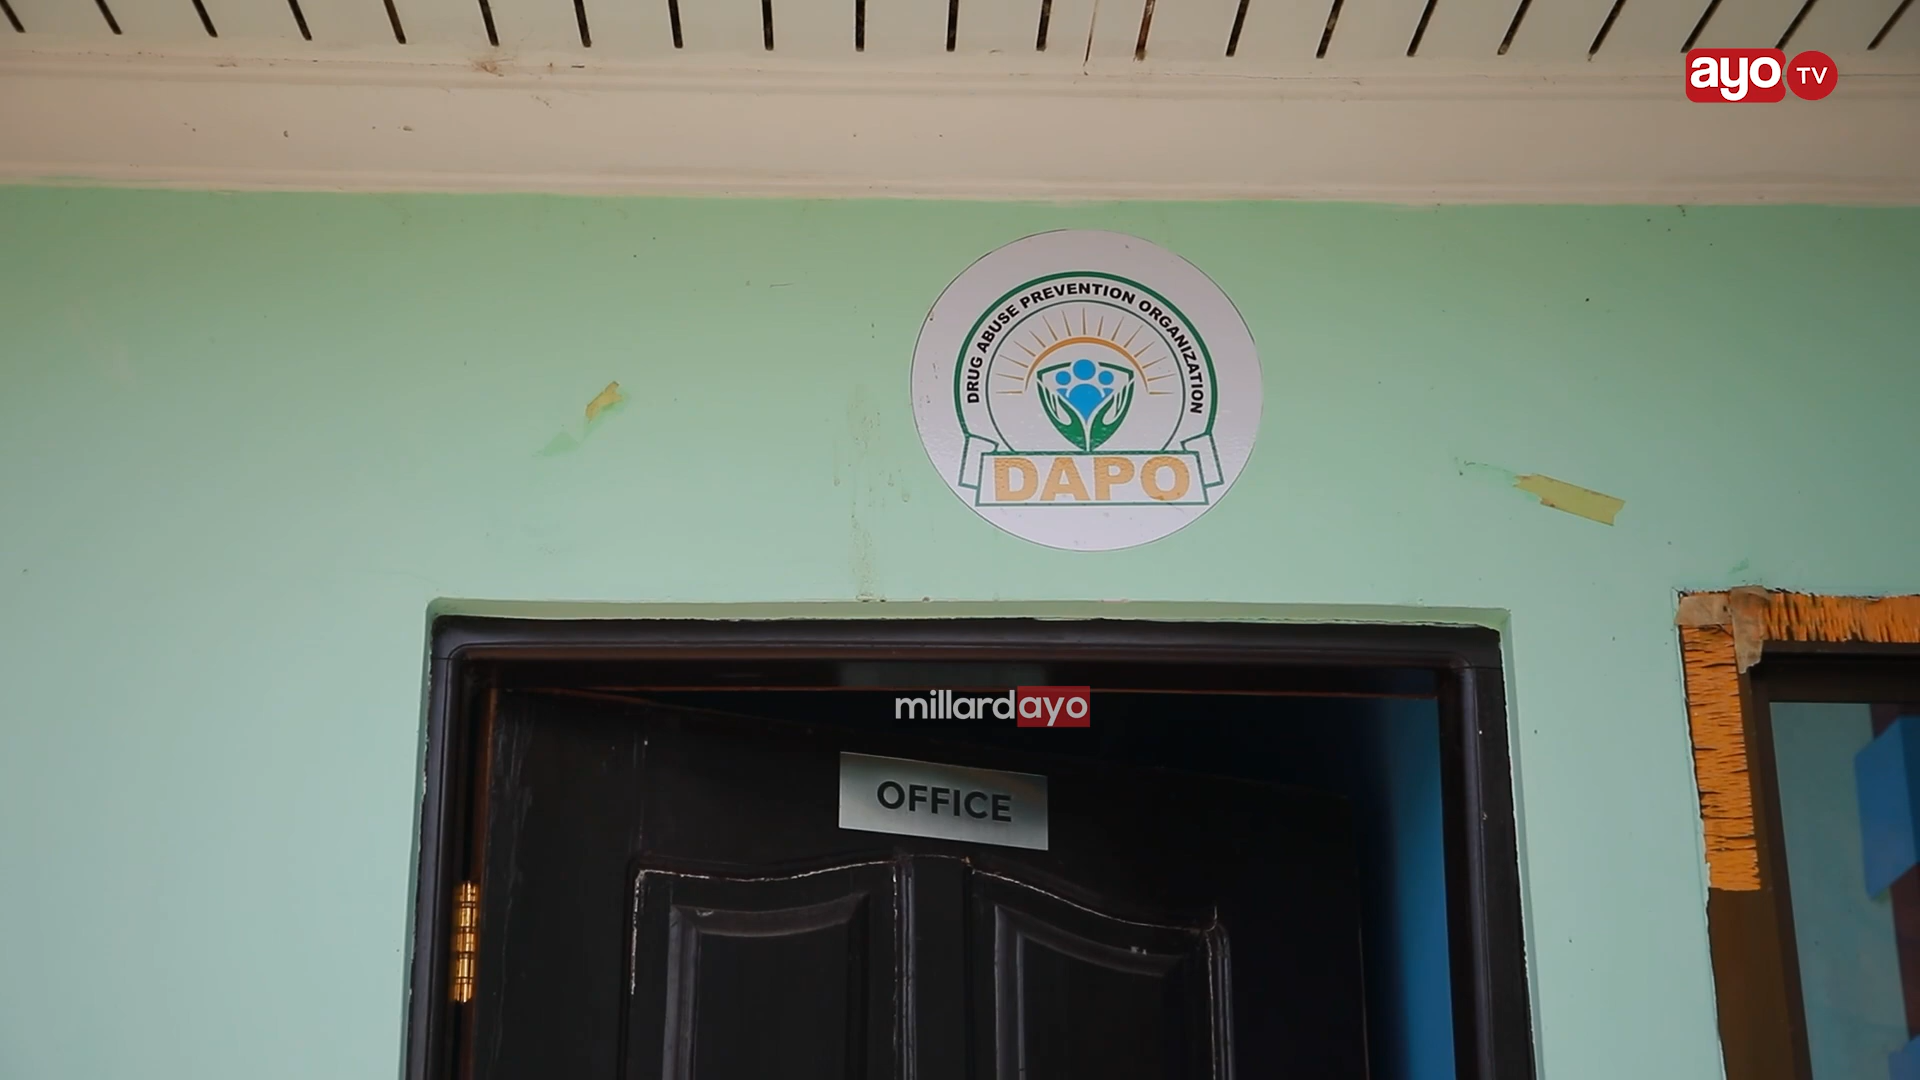 ayo TV
DRUG ABUSE PREVENTION ORGANIZATION
DAPO
millardayo
OFFICE